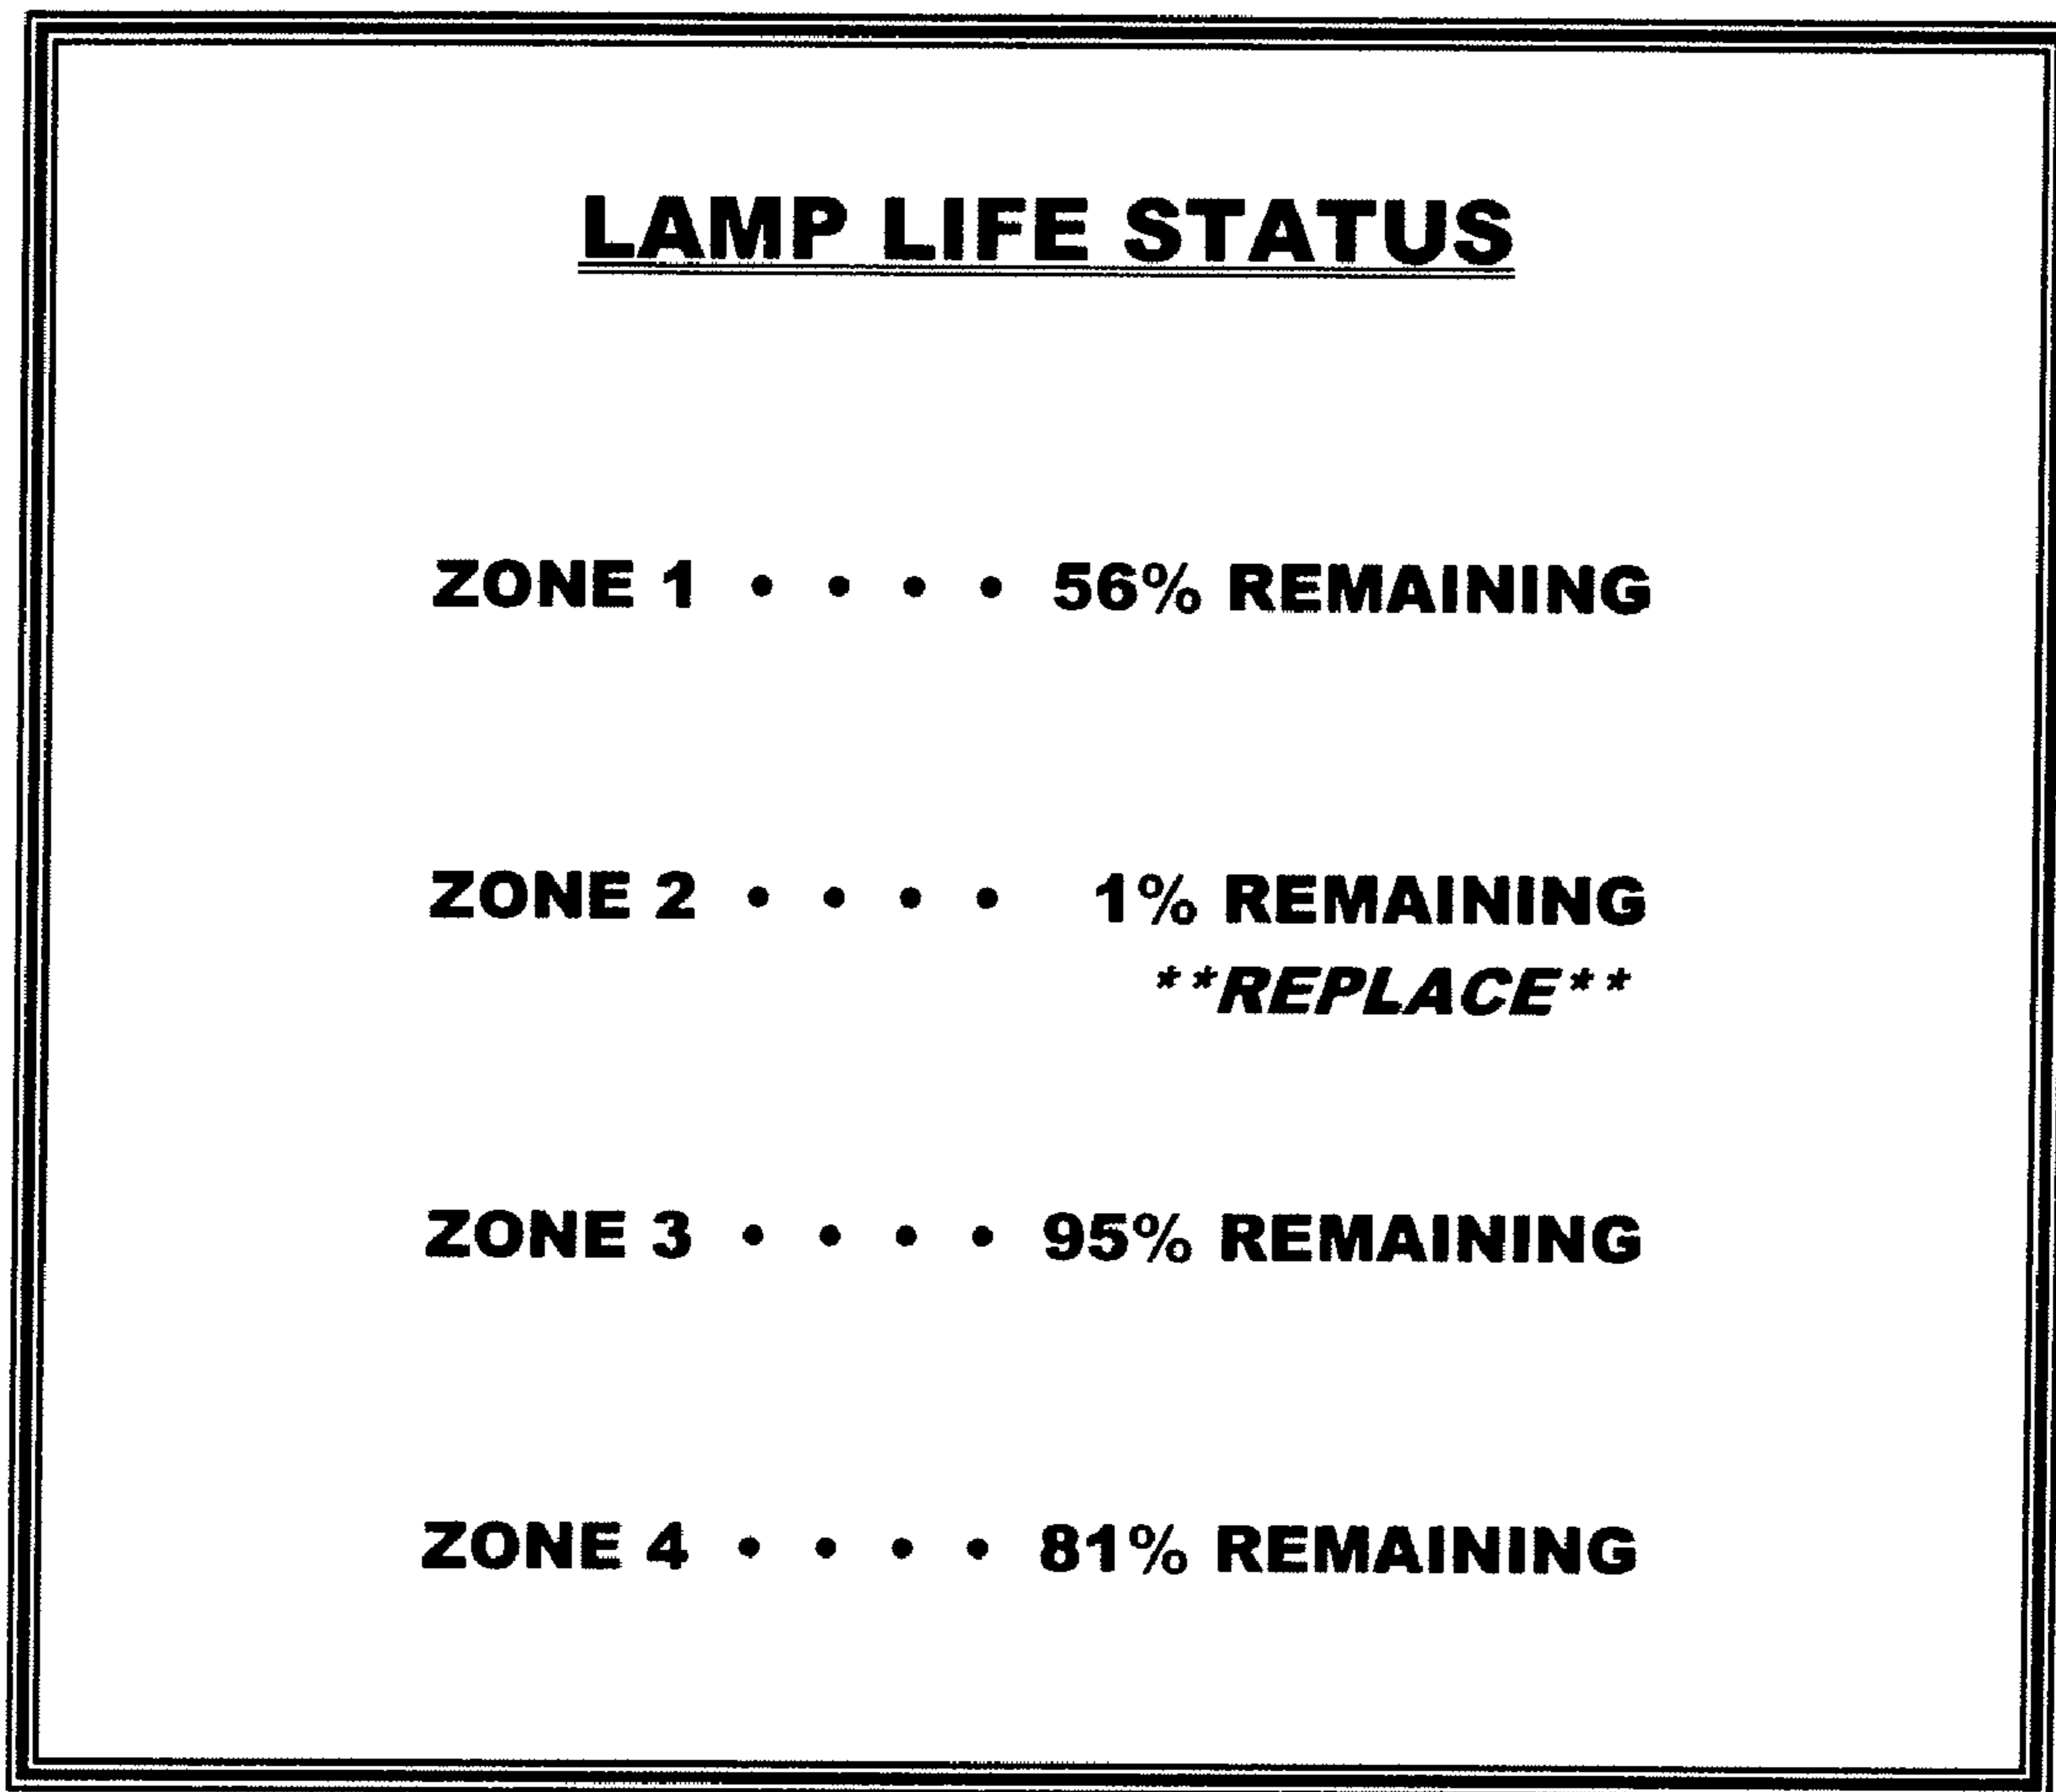 LAMP LIFE STATUS
ZONE 1 • • • • 56% REMAINING
ZONE 2 • • • • 1% REMAINING
**REPLACE**
ZONE 3 • • • • 95% REMAINING
ZONE 4 • • • • 81% REMAINING